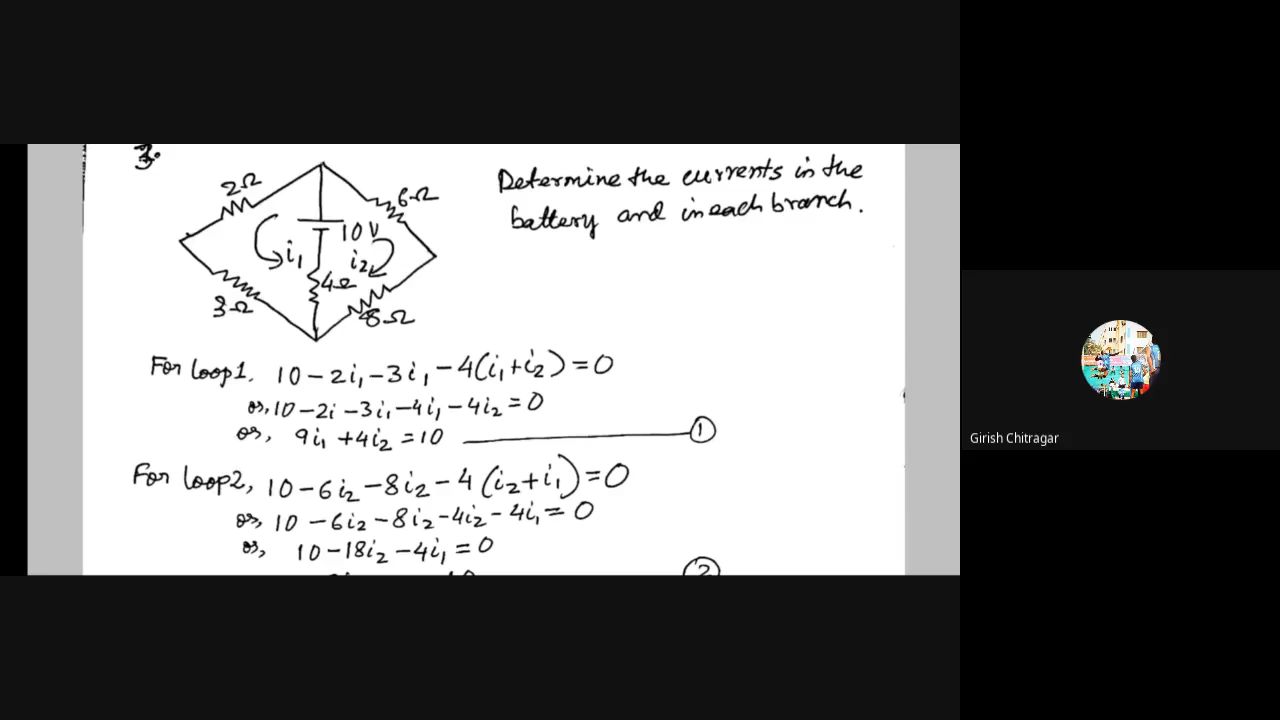 3.
Determine the currents in the
battery and in each branch.
2Ω
6Ω
10V
i₁
i₂
4Ω
3Ω
8Ω
For loop1, 10-2i₁-3i₁-4(i₁+i₂)=0
or, 10-2i-3i₁-4i₁-4i₂=0
or, 9i₁+4i₂=10 ①
For loop2, 10-6i₂-8i₂-4(i₂+i₁)=0
or, 10-6i₂-8i₂-4i₂-4i₁=0
or, 10-18i₂-4i₁=0
②
Girish Chitragar